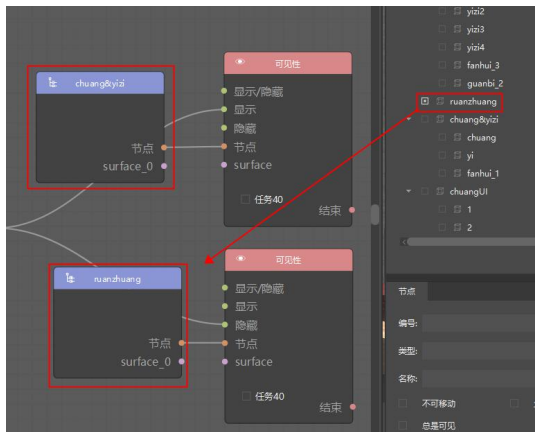 chuang&yizi
节点
surface_0
可见性
显示/隐藏
显示
隐藏
节点
surface
任务40
结束
ruanzhuang
节点
surface_0
可见性
显示/隐藏
显示
隐藏
节点
surface
任务40
结束
yizi2
yizi3
yizi4
fanhui_3
guanbi_2
ruanzhuang
chuang&yizi
chuang
yi
fanhui_1
chuangUI
1
2
节点
编号:
类型:
名称:
不可移动
总是可见